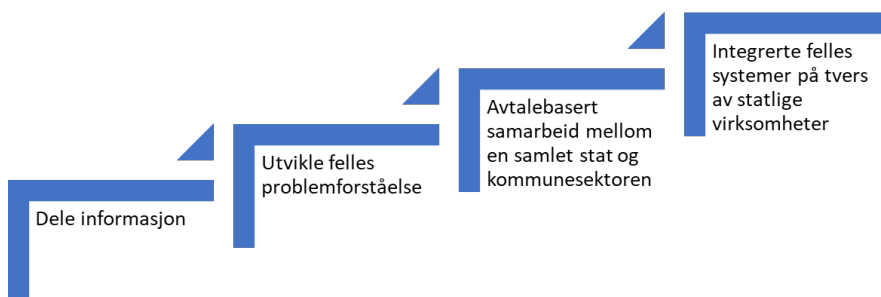 Dele informasjon
Utvikle felles
problemforståelse
Avtalebasert
samarbeid mellom
en samlet stat og
kommunesektoren
Integrerte felles
systemer på tvers
av statlige
virksomheter